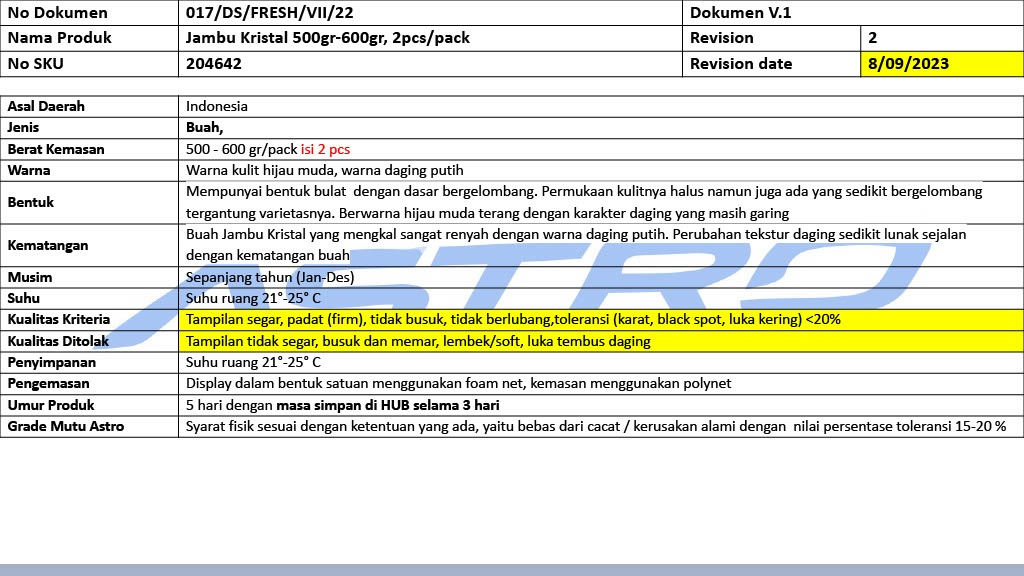 No Dokumen 017/DS/FRESH/VII/22 Dokumen V.1
Nama Produk Jambu Kristal 500gr-600gr, 2pcs/pack Revision 2
No SKU 204642 Revision date 8/09/2023
Asal Daerah Indonesia
Jenis Buah,
Berat Kemasan 500 - 600 gr/pack isi 2 pcs
Warna Warna kulit hijau muda, warna daging putih
Bentuk Mempunyai bentuk bulat dengan dasar bergelombang. Permukaan kulitnya halus namun juga ada yang sedikit bergelombang
tergantung varietasnya. Berwarna hijau muda terang dengan karakter daging yang masih garing
Kematangan Buah Jambu Kristal yang mengkal sangat renyah dengan warna daging putih. Perubahan tekstur daging sedikit lunak sejalan
dengan kematangan buah
Musim Sepanjang tahun (Jan-Des)
Suhu Suhu ruang 21°-25° C
Kualitas Kriteria Tampilan segar, padat (firm), tidak busuk, tidak berlubang,toleransi (karat, black spot, luka kering) <20%
Kualitas Ditolak Tampilan tidak segar, busuk dan memar, lembek/soft, luka tembus daging
Penyimpanan Suhu ruang 21°-25° C
Pengemasan Display dalam bentuk satuan menggunakan foam net, kemasan menggunakan polynet
Umur Produk 5 hari dengan masa simpan di HUB selama 3 hari
Grade Mutu Astro Syarat fisik sesuai dengan ketentuan yang ada, yaitu bebas dari cacat / kerusakan alami dengan nilai persentase toleransi 15-20 %
ASTRO